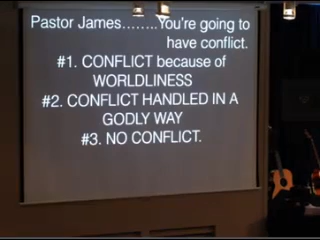 Pastor James........You're going to
have conflict.
#1. CONFLICT because of
WORLDLINESS
#2. CONFLICT HANDLED IN A
GODLY WAY
#3. NO CONFLICT.